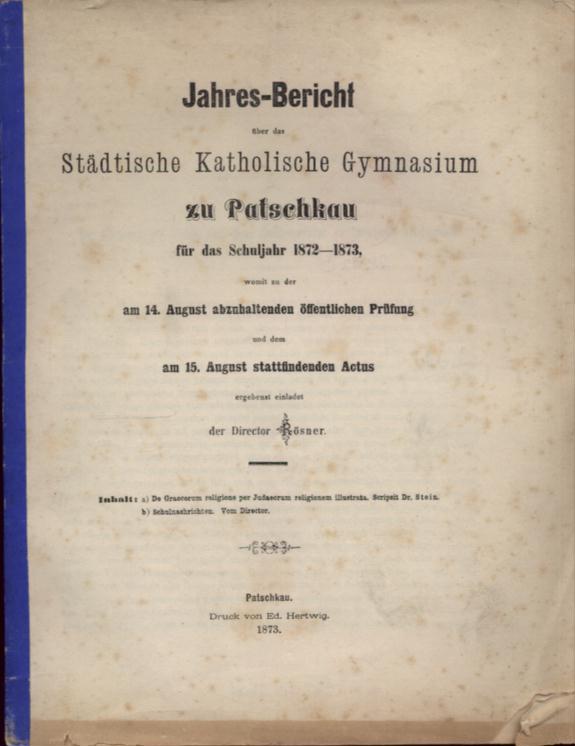 Jahres-Bericht
über das
Städtische Katholische Gymnasium
zu Patschkau
für das Schuljahr 1872—1873,
womit zu der
am 14. August abzuhaltenden öffentlichen Prüfung
und dem
am 15. August stattfindenden Actus
ergebenst einladet
der Director Rösner.
Inhalt: a) De Graecorum religione per Judaeorum religionem illustrata. Scripsit Dr. Stein.
b) Schulnachrichten. Vom Director.
Patschkau.
Druck von Ed. Hertwig.
1873.